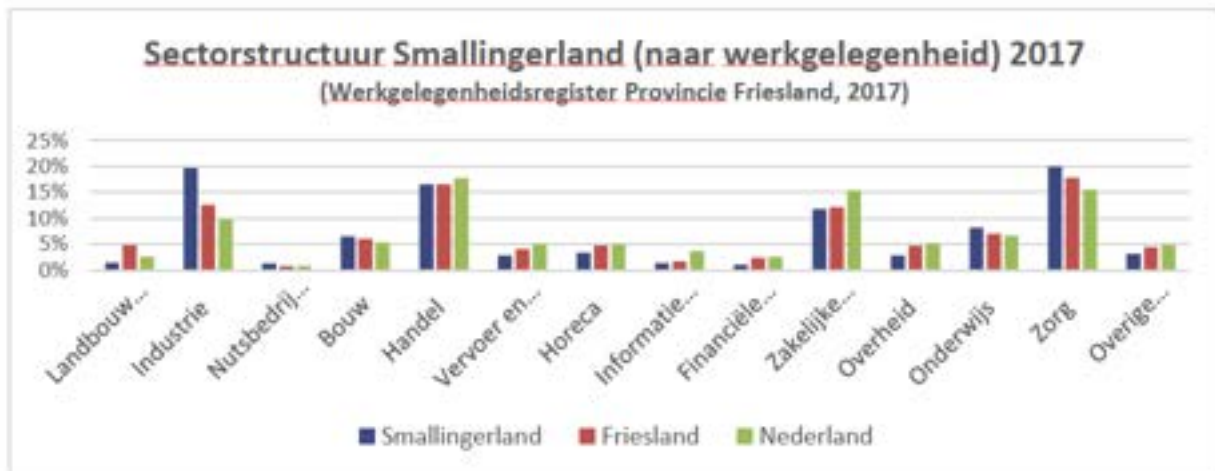 Sectorstructuur Smallingerland (naar werkgelegenheid) 2017
(Werkgelegenheidsregister Provincie Friesland, 2017)
25%
20%
15%
10%
5%
0%
Landbouw...
Industrie
Nutsbedrij...
Bouw
Handel
Vervoer en...
Horeca
Informatie...
Financiële...
Zakelijke...
Overheid
Onderwijs
Zorg
Overige...
Smallingerland Friesland Nederland